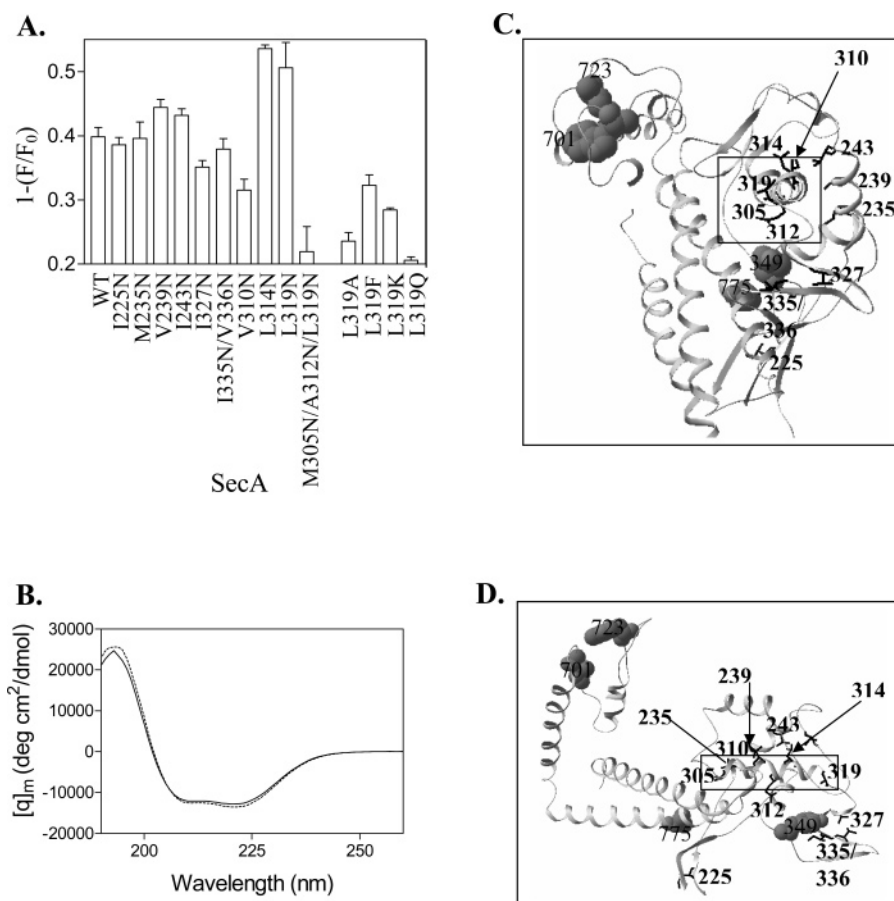 A.
1-(F/F0)
0.5
0.4
0.3
0.2
WT
I225N
M235N
V239N
I243N
I327N
I335N/V336N
V310N
L314N
L319N
M305N/A312N/L319N
L319A
L319F
L319K
L319Q
SecA
C.
723
701
310
314
243
319
239
305
235
312
349
327
775
335/
336
225
B.
[q]m (deg cm2/dmol)
30000
20000
10000
0
-10000
-20000
200
225
250
Wavelength (nm)
D.
723
701
239
314
235
243
310
305
319
312
775
349
327
335/
225
336